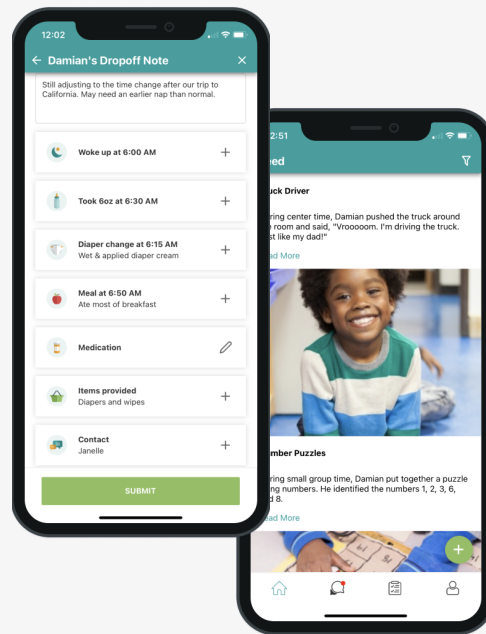 12:02
Damian's Dropoff Note
Still adjusting to the time change after our trip to
California. May need an earlier nap than normal.
Woke up at 6:00 AM
Took 6oz at 6:30 AM
Diaper change at 6:15 AM
Wet & applied diaper cream
Meal at 6:50 AM
Ate most of breakfast
Medication
Items provided
Diapers and wipes
Contact
Janelle
SUBMIT
2:51
eed
uck Driver
ring center time, Damian pushed the truck around
e room and said, "Vrooooom. I'm driving the truck.
st like my dad!"
ad More
mber Puzzles
ring small group time, Damian put together a puzzle
ng numbers. He identified the numbers 1, 2, 3, 6,
d 8.
ead More